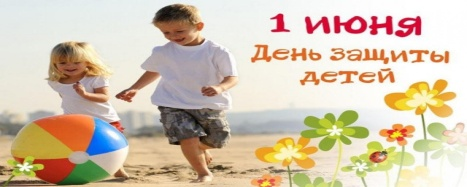 1 июня
День защиты
детей